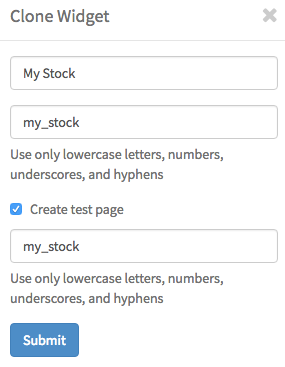 Clone Widget
My Stock
my_stock
Use only lowercase letters, numbers,
underscores, and hyphens
Create test page
my_stock
Use only lowercase letters, numbers,
underscores, and hyphens
Submit